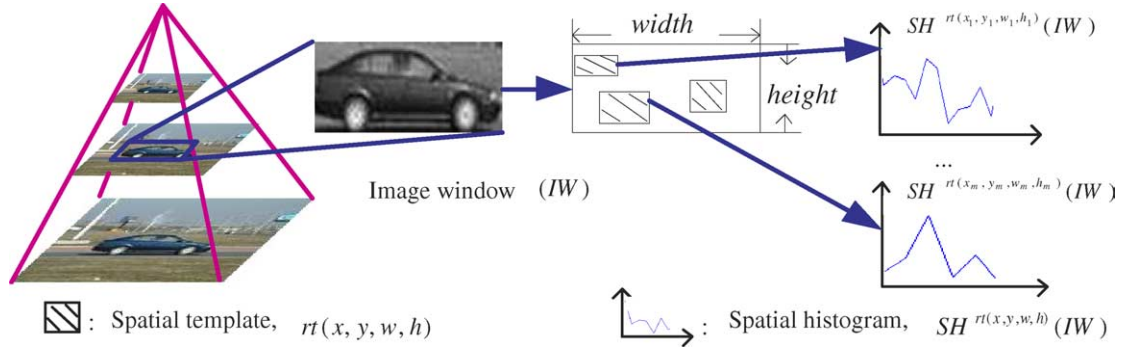 width
height
SH rt(x₁, y₁, w₁, h₁) (IW)
...
SH rt(xₘ, yₘ, wₘ, hₘ) (IW)
Image window (IW)
: Spatial template, rt(x, y, w, h)
: Spatial histogram, SH rt(x,y,w,h) (IW)